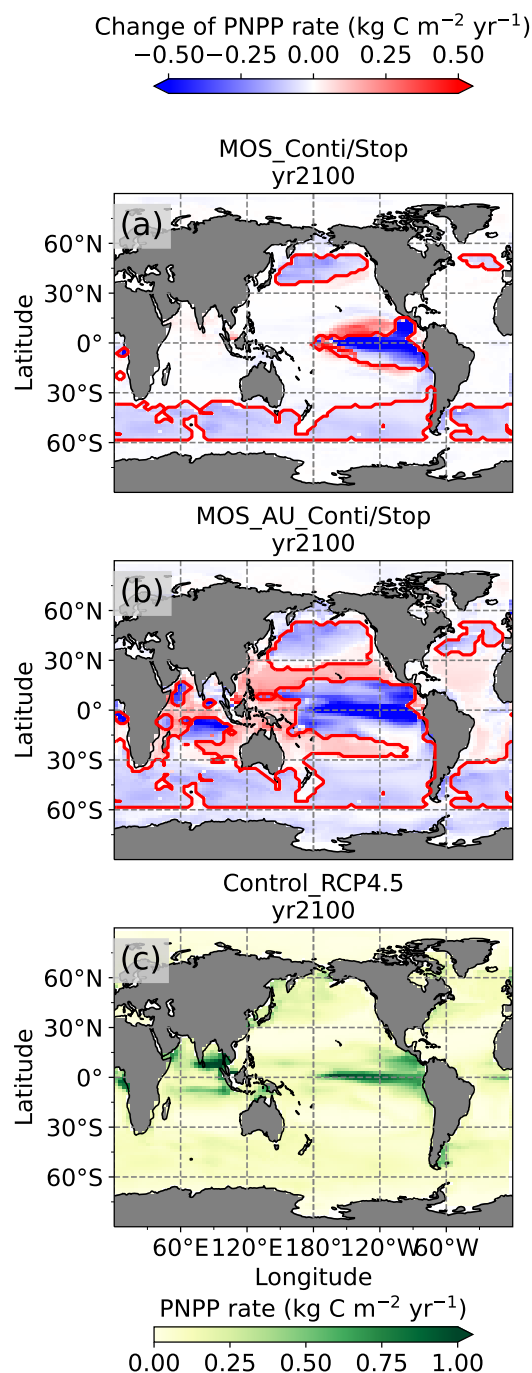 Change of PNPP rate (kg C m⁻² yr⁻¹)
−0.50 −0.25 0.00 0.25 0.50
MOS_Conti/Stop
yr2100
(a)
60°N
30°N
0°
30°S
60°S
Latitude
MOS_AU_Conti/Stop
yr2100
(b)
60°N
30°N
0°
30°S
60°S
Latitude
Control_RCP4.5
yr2100
(c)
60°N
30°N
0°
30°S
60°S
Latitude
60°E 120°E 180° 120°W 60°W
Longitude
PNPP rate (kg C m⁻² yr⁻¹)
0.00 0.25 0.50 0.75 1.00